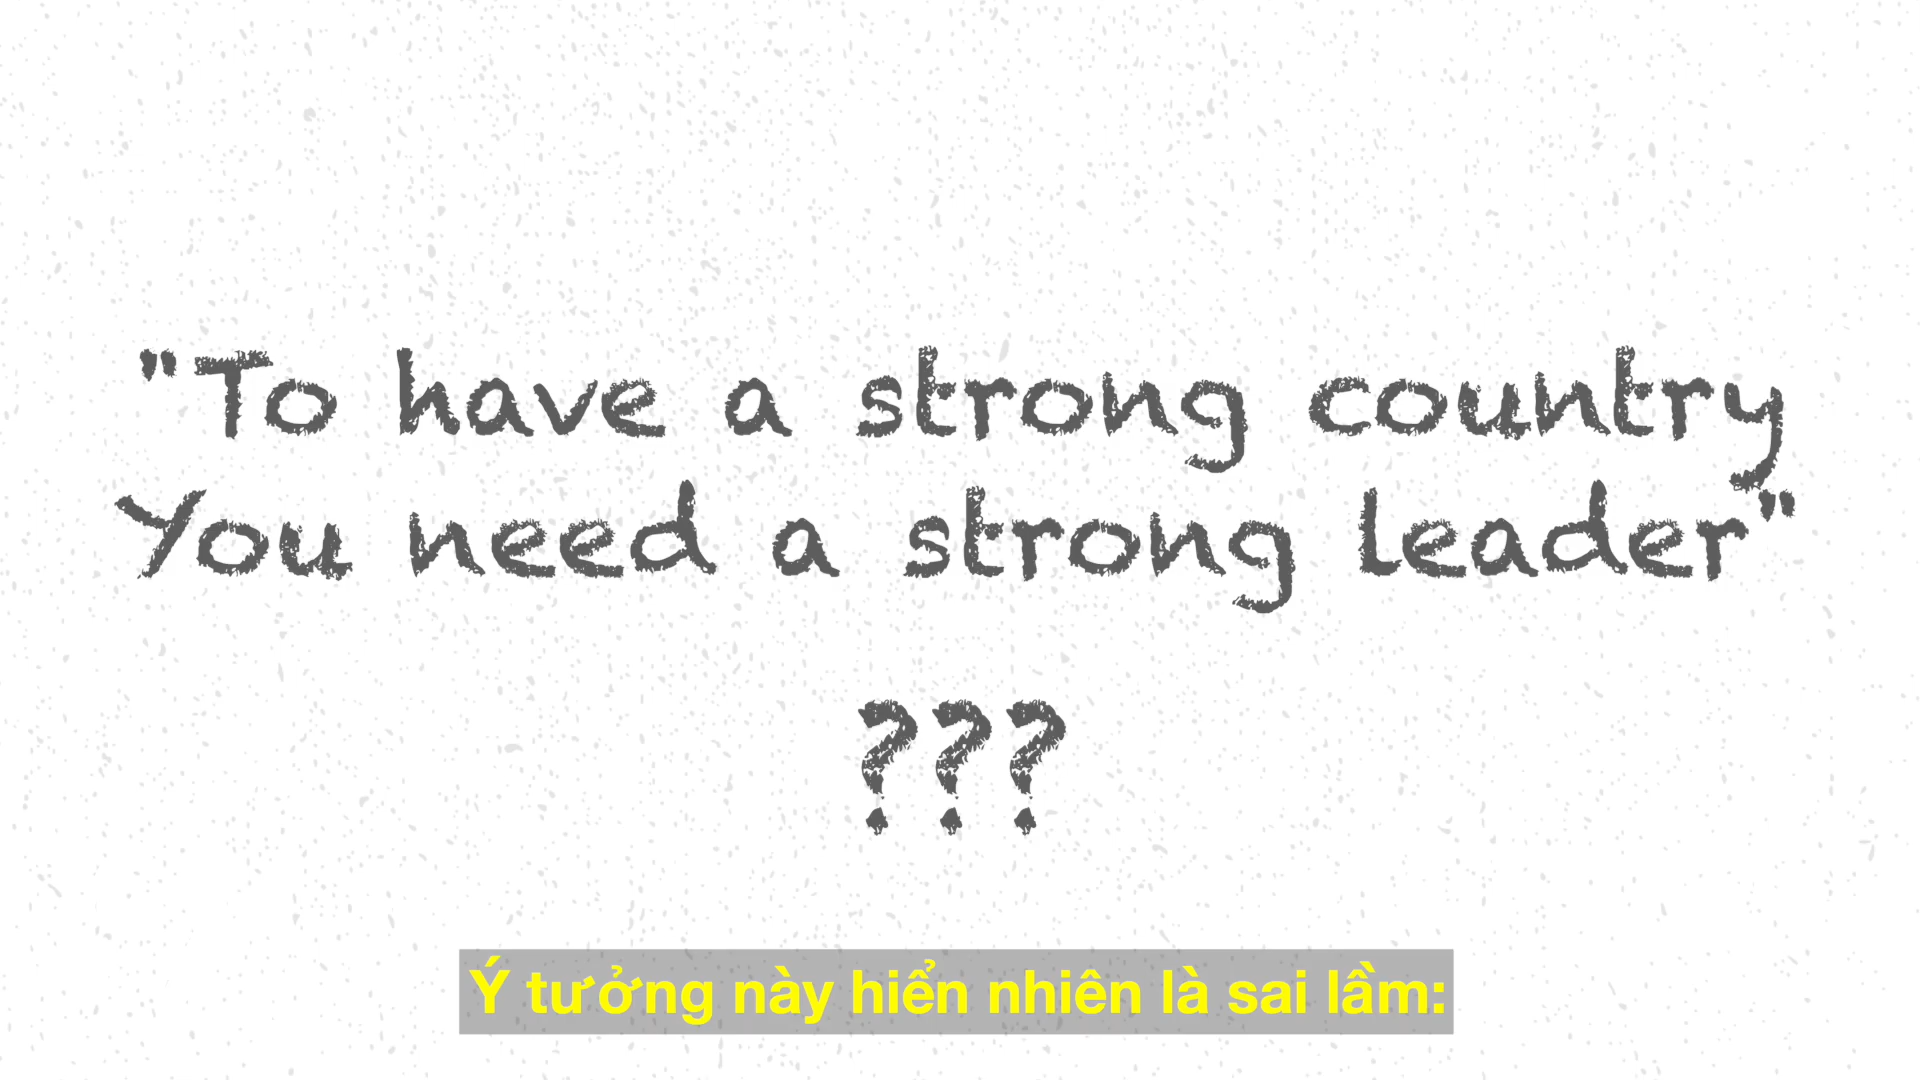 "To have a strong country
You need a strong leader"
???
Ý tưởng này hiển nhiên là sai lầm: